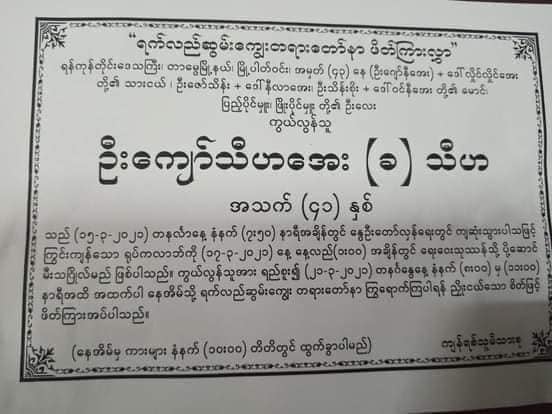 “ရက်လည်ဆွမ်းကျွေးတရားတော်နာ ဖိတ်ကြားလွှာ”
ရန်ကုန်တိုင်းဒေသကြီး၊ တာမွေမြို့နယ်၊ မြို့ပါတ်ဝင်း၊ အမှတ် (၄၃) နေ (ဦးကျော်နီအေး) + ဒေါ်လှိုင်လှိုင်အေး
တို့၏ သားငယ် ၊ ဦးဇော်သိန်း + ဒေါ်နီလာအေး၊ ဦးသိန်းစိုး + ဒေါ်ဝင်နီအေး တို့၏ မောင်၊
ပြည့်ပိုင်မှူး၊ ဖြိုးပိုင်မှူး တို့၏ ဦးလေး
ကွယ်လွန်သူ
ဦးကျော်သီဟအေး (ခ) သီဟ
အသက် (၄၁) နှစ်
သည် (၁၅-၃-၂၀၂၁) တနင်္လာနေ့ နံနက် (၇း၅၀) နာရီအချိန်တွင် နွေဦးတော်လှန်ရေးတွင် ကျဆုံးသွားပါသဖြင့်
ကြွင်းကျန်သော ရုပ်ကလာပ်ကို (၁၇-၃-၂၀၂၁) နေ့ နေ့လည်(၁း၀၀) အချိန်တွင် ရေဝေးသုသာန်သို့ ပို့ဆောင်
မီးသင်္ဂြိုလ်မည် ဖြစ်ပါသည်။ ကွယ်လွန်သူအား ရည်စူး၍ (၂၁-၃-၂၀၂၁) တနင်္ဂနွေနေ့ နံနက် (၈း၀၀) မှ (၁၁း၀၀)
နာရီအထိ အထက်ပါ နေအိမ်သို့ ရက်လည်ဆွမ်းကျွေး တရားတော်နာ ကြွရောက်ကြပါရန် ညှိုးငယ်သော စိတ်ဖြင့်
ဖိတ်ကြားအပ်ပါသည်။
(နေအိမ်မှ ကားများ နံနက် (၁၀း၀၀) တိတိတွင် ထွက်ခွာပါမည်) ကျန်ရစ်သူမိသားစု